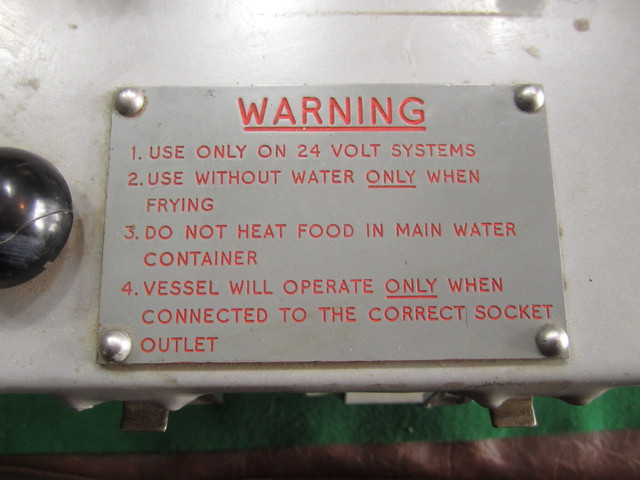 WARNING
1. USE ONLY ON 24 VOLT SYSTEMS
2. USE WITHOUT WATER ONLY WHEN
FRYING
3. DO NOT HEAT FOOD IN MAIN WATER
CONTAINER
4. VESSEL WILL OPERATE ONLY WHEN
CONNECTED TO THE CORRECT SOCKET
OUTLET